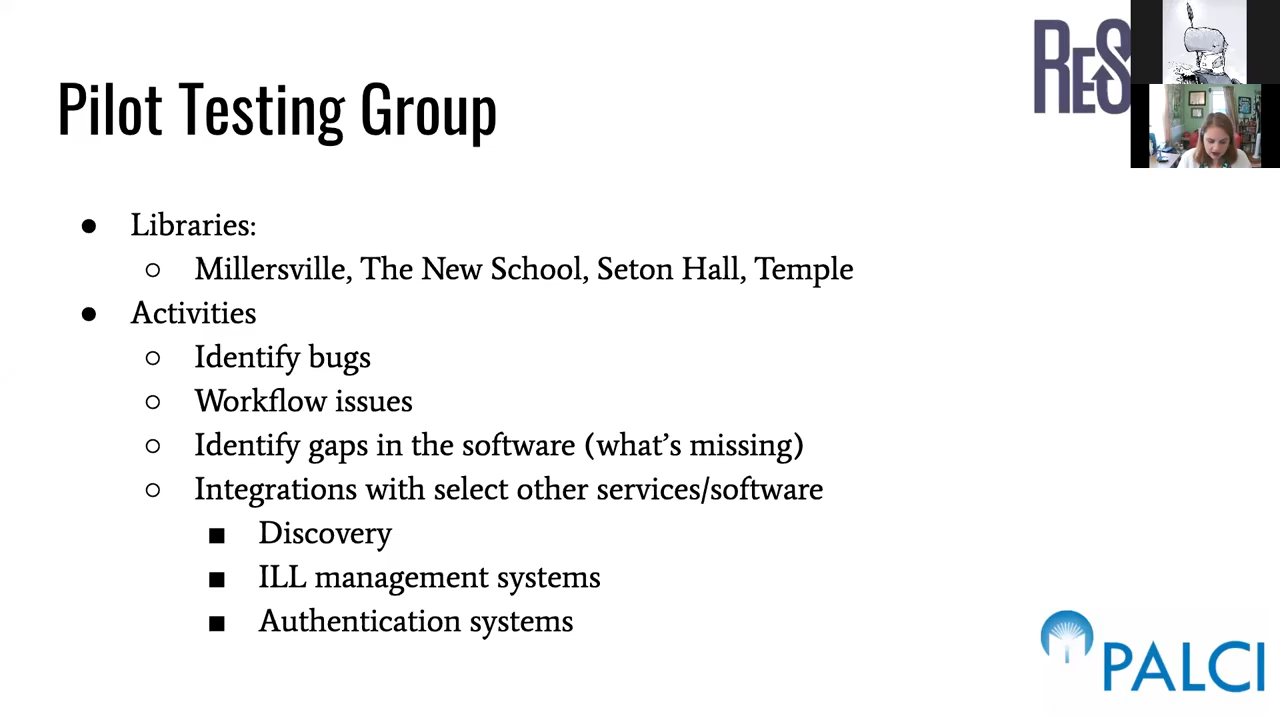 Pilot Testing Group
ReS
● Libraries:
○ Millersville, The New School, Seton Hall, Temple
● Activities
○ Identify bugs
○ Workflow issues
○ Identify gaps in the software (what’s missing)
○ Integrations with select other services/software
■ Discovery
■ ILL management systems
■ Authentication systems
PALCI